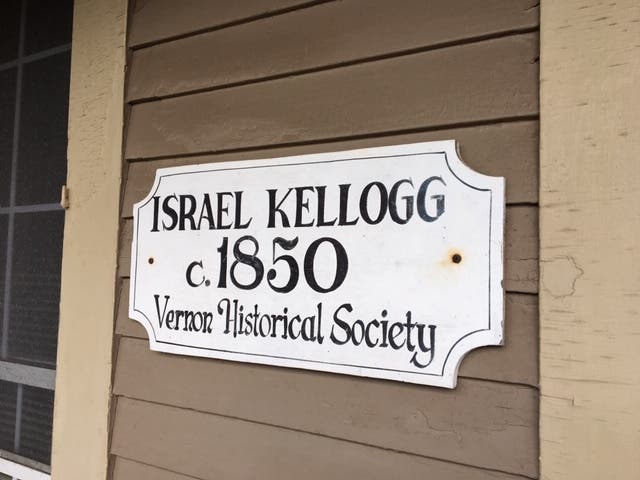 ISRAEL KELLOGG
c. 1850
Vernon Historical Society